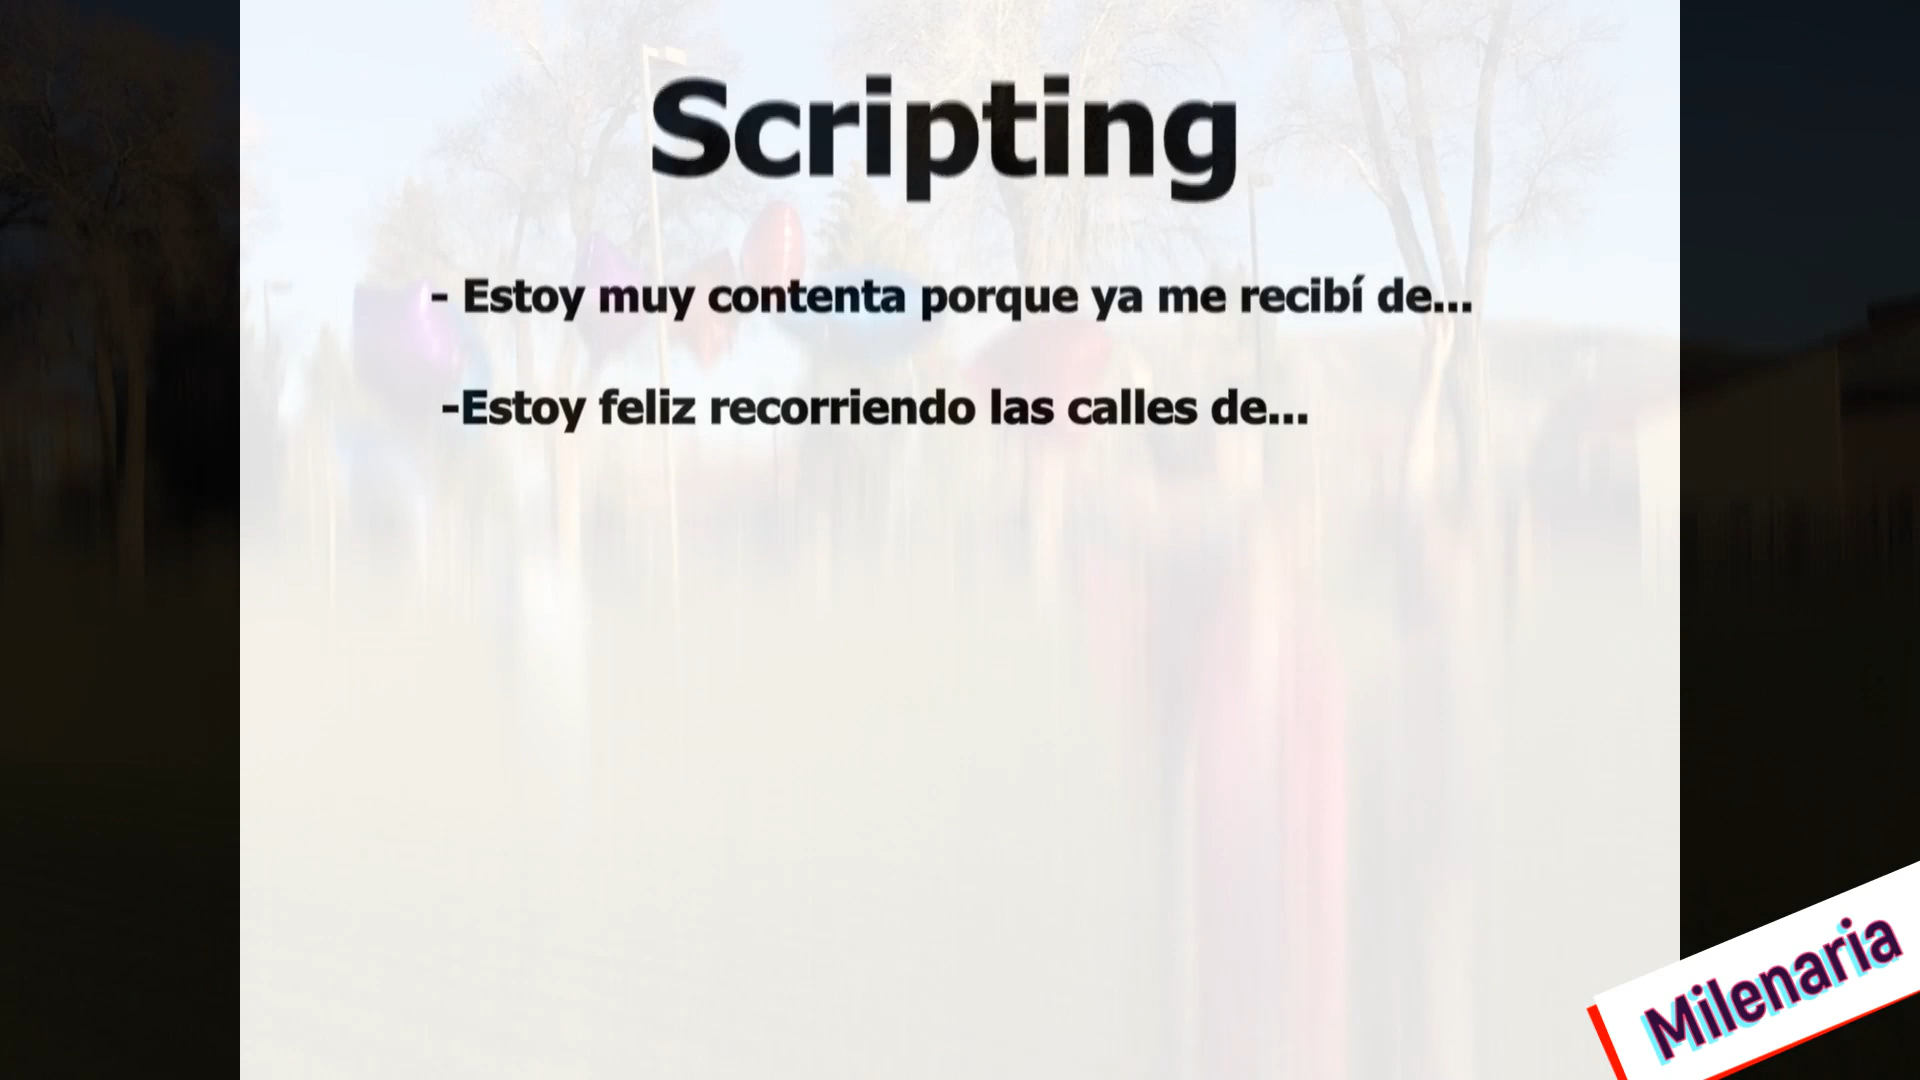 Scripting
- Estoy muy contenta porque ya me recibí de...
-Estoy feliz recorriendo las calles de...
Milenaria